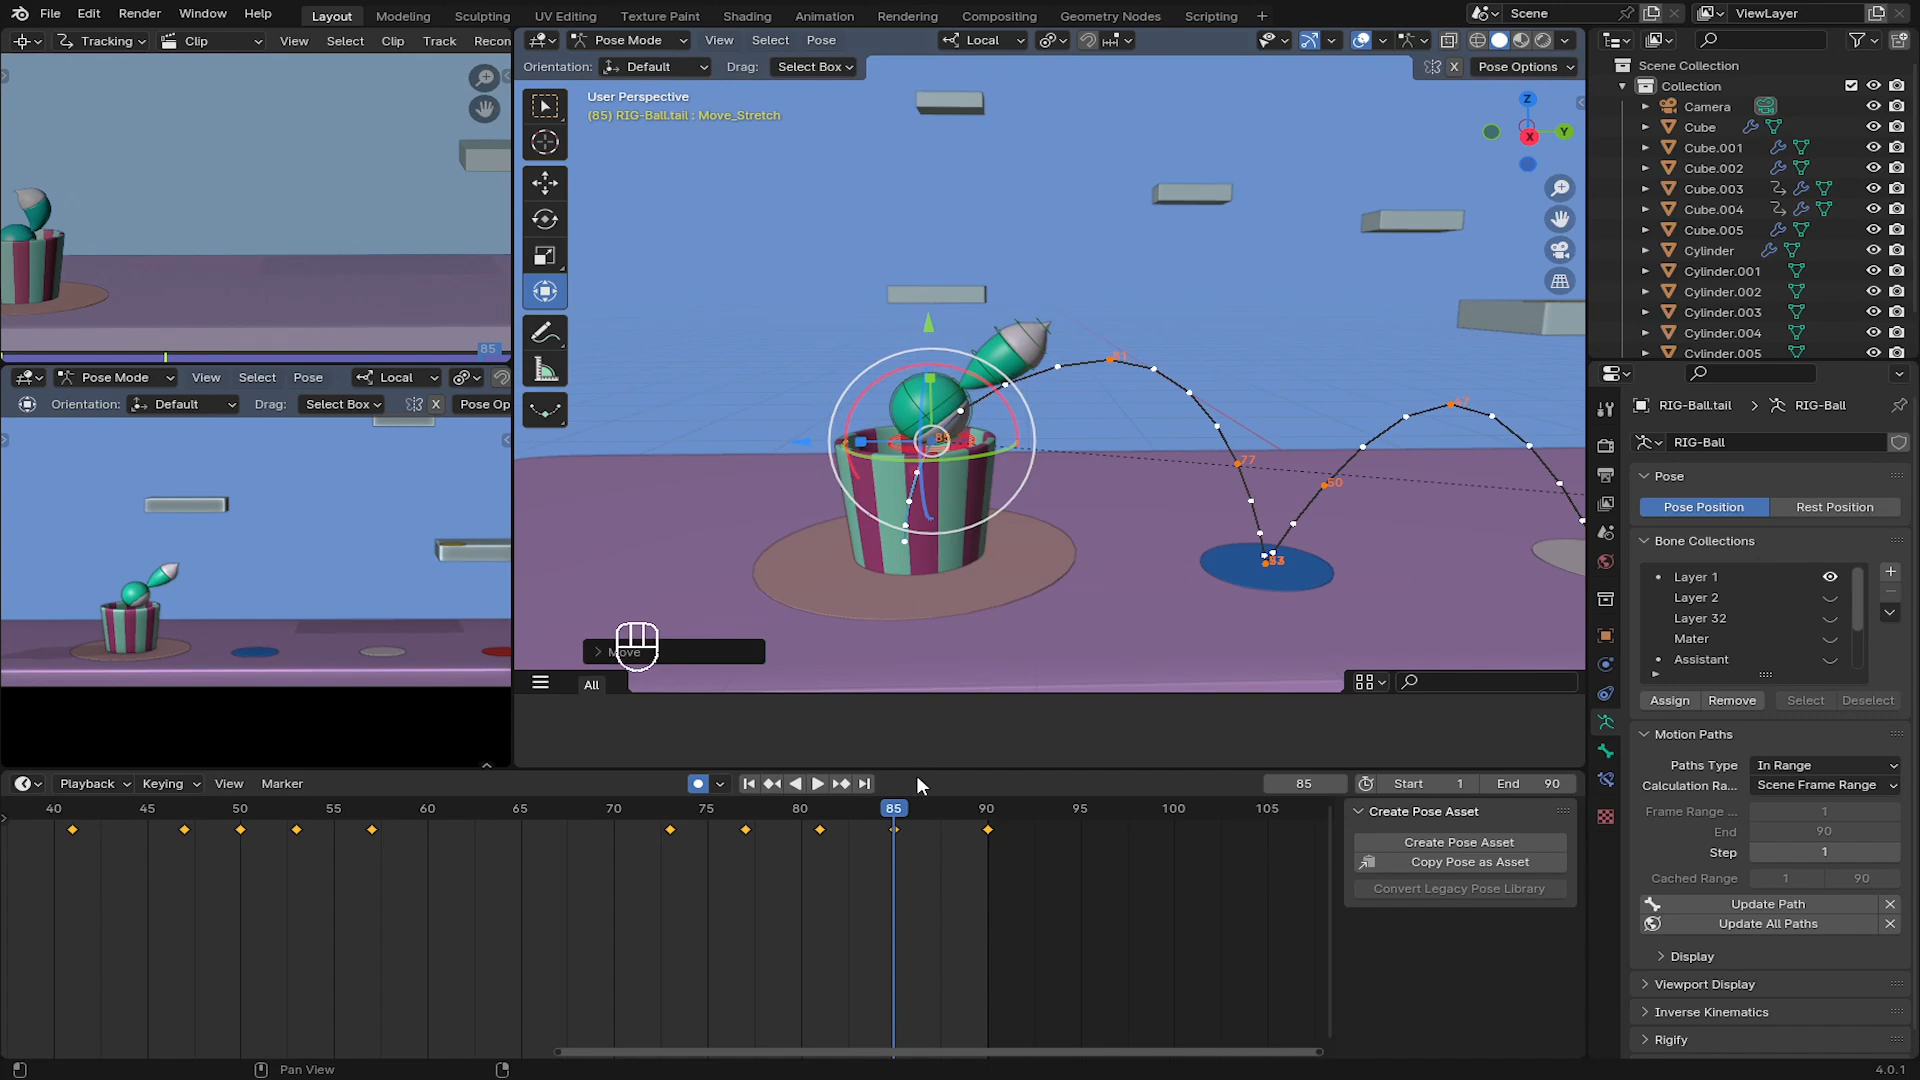 File Edit Render Window Help Layout Modeling Sculpting UV Editing Texture Paint Shading Animation Rendering Compositing Geometry Nodes Scripting + Scene ViewLayer
Tracking Clip View Select Clip Track Recon
Pose Mode View Select Pose Local
Orientation: Default Drag: Select Box X Pose Options
User Perspective
(85) RIG-Ball.tail : Move_Stretch
Z
Y
X
81
47
77
50
85
Move
All
85
Pose Mode View Select Pose Local
Orientation: Default Drag: Select Box X Pose Op
Scene Collection
Collection
Camera
Cube
Cube.001
Cube.002
Cube.003
Cube.004
Cube.005
Cylinder
Cylinder.001
Cylinder.002
Cylinder.003
Cylinder.004
Cylinder.005
RIG-Ball.tail > RIG-Ball
RIG-Ball
Pose
Pose Position Rest Position
Bone Collections
Layer 1
Layer 2
Layer 32
Mater
Assistant
Assign Remove Select Deselect
Motion Paths
Paths Type In Range
Calculation Ra... Scene Frame Range
Frame Range ... 1
End 90
Step 1
Cached Range 1 90
Update Path
Update All Paths
Display
Viewport Display
Inverse Kinematics
Rigify
Playback Keying View Marker 85 Start 1 End 90
40 45 50 55 60 65 70 75 80 85 90 95 100 105
Create Pose Asset
Create Pose Asset
Copy Pose as Asset
Convert Legacy Pose Library
Pan View 4.0.1